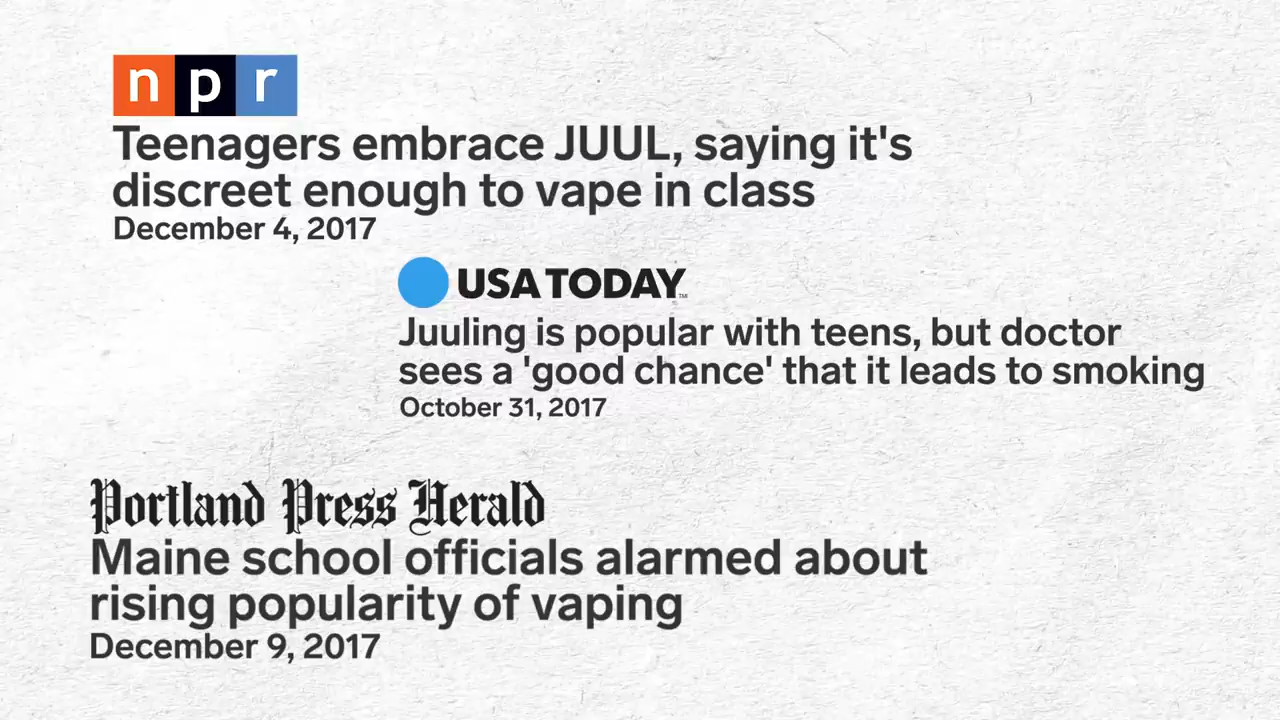 npr
Teenagers embrace JUUL, saying it's
discreet enough to vape in class
December 4, 2017
USA TODAY™
Juuling is popular with teens, but doctor
sees a 'good chance' that it leads to smoking
October 31, 2017
Portland Press Herald
Maine school officials alarmed about
rising popularity of vaping
December 9, 2017